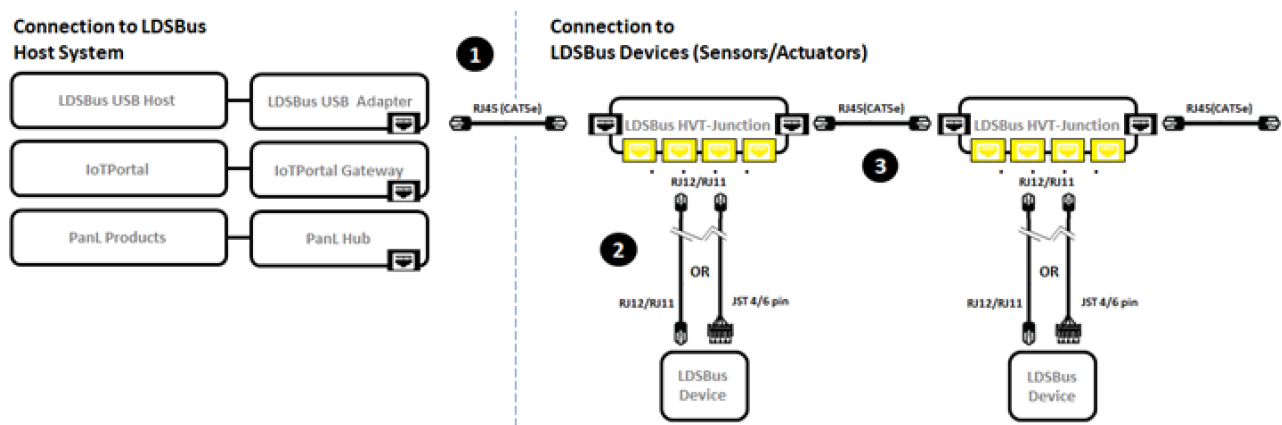 Connection to LDSBus
Host System
LDSBus USB Host
LDSBus USB Adapter
IoTPortal
IoTPortal Gateway
PanL Products
PanL Hub
1
RJ45 (CAT5e)
Connection to
LDSBus Devices (Sensors/Actuators)
LDSBus HVT-Junction
RJ45(CAT5e)
LDSBus HVT-Junction
RJ45(CAT5e)
3
RJ12/RJ11
RJ12/RJ11
2
OR
OR
RJ12/RJ11
JST 4/6 pin
RJ12/RJ11
JST 4/6 pin
LDSBus
Device
LDSBus
Device